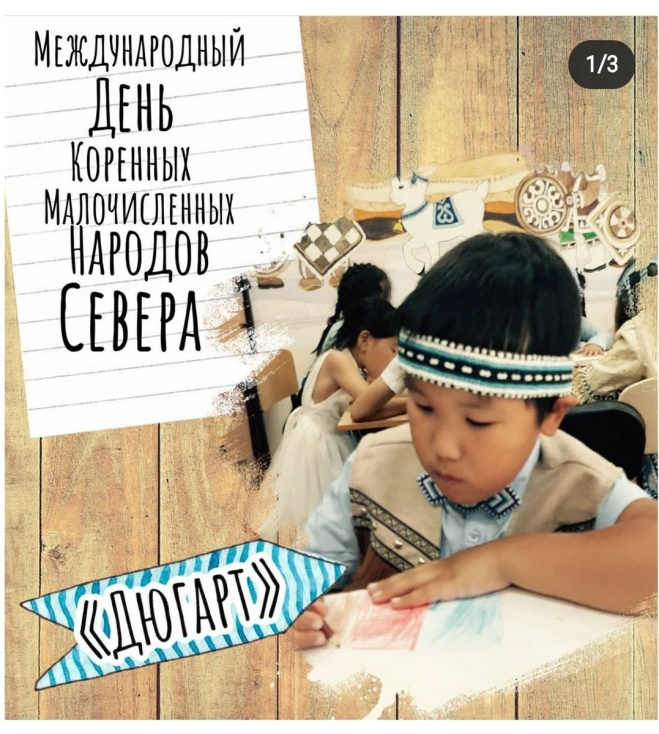 Международный
День
Коренных
Малочисленных
Народов
Севера
1/3
«Дюгарт»